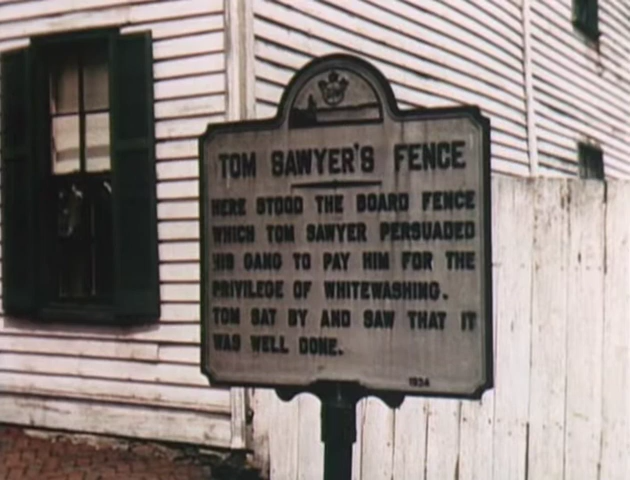 TOM SAWYER'S FENCE
HERE STOOD THE BOARD FENCE
WHICH TOM SAWYER PERSUADED
HIS GANG TO PAY HIM FOR THE
PRIVILEGE OF WHITEWASHING.
TOM SAT BY AND SAW THAT IT
WAS WELL DONE.
1934